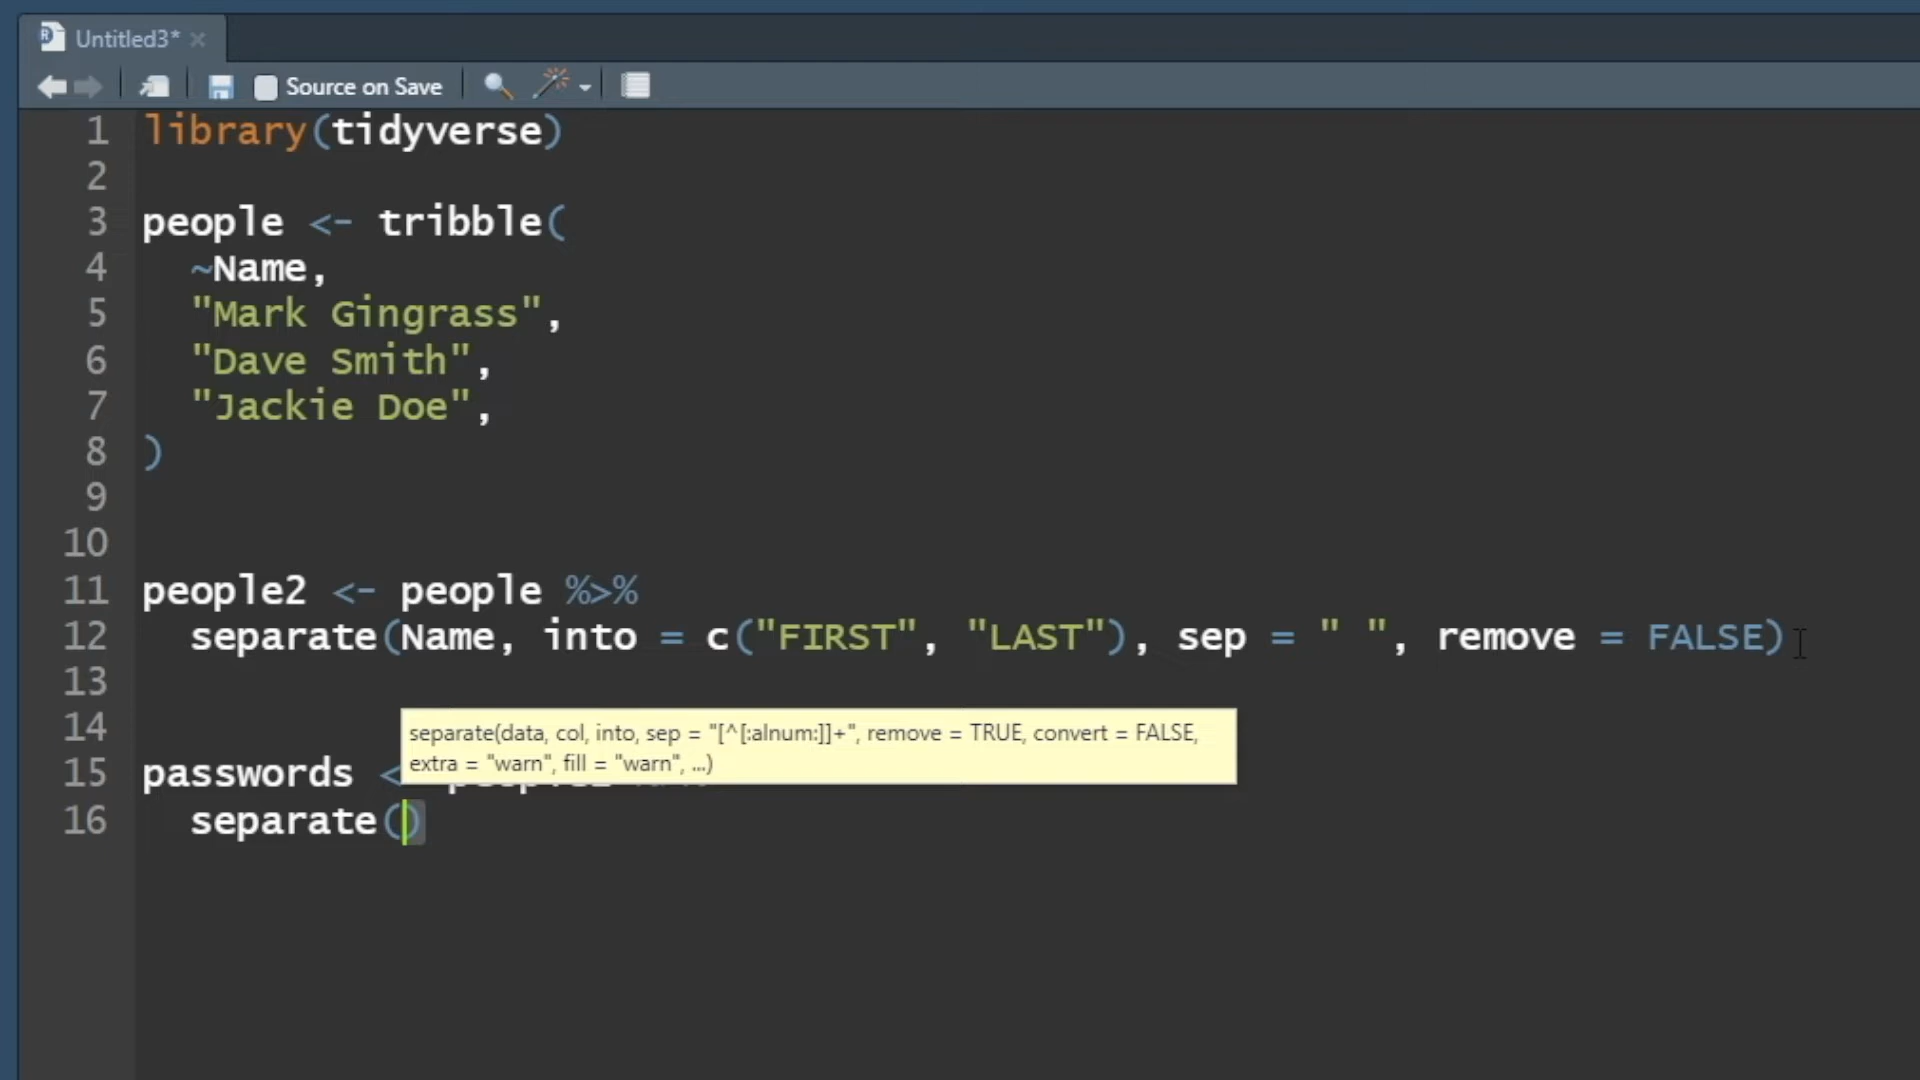 Untitled3*
Source on Save
1 library(tidyverse)
2
3 people <- tribble(
4 ~Name,
5 "Mark Gingrass",
6 "Dave Smith",
7 "Jackie Doe",
8 )
9
10
11 people2 <- people %>%
12 separate(Name, into = c("FIRST", "LAST"), sep = " ", remove = FALSE)
13
14
separate(data, col, into, sep = "[^[:alnum:]]+", remove = TRUE, convert = FALSE,
extra = "warn", fill = "warn", ...)
15 passwords <
16 separate()